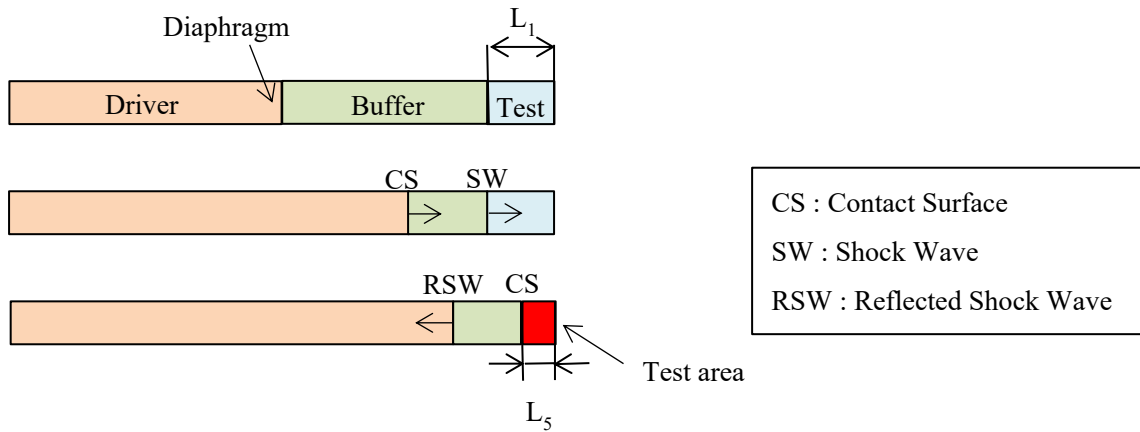 L₁
Diaphragm
Driver
Buffer
Test
CS
SW
CS : Contact Surface
SW : Shock Wave
RSW : Reflected Shock Wave
RSW
CS
Test area
L₅